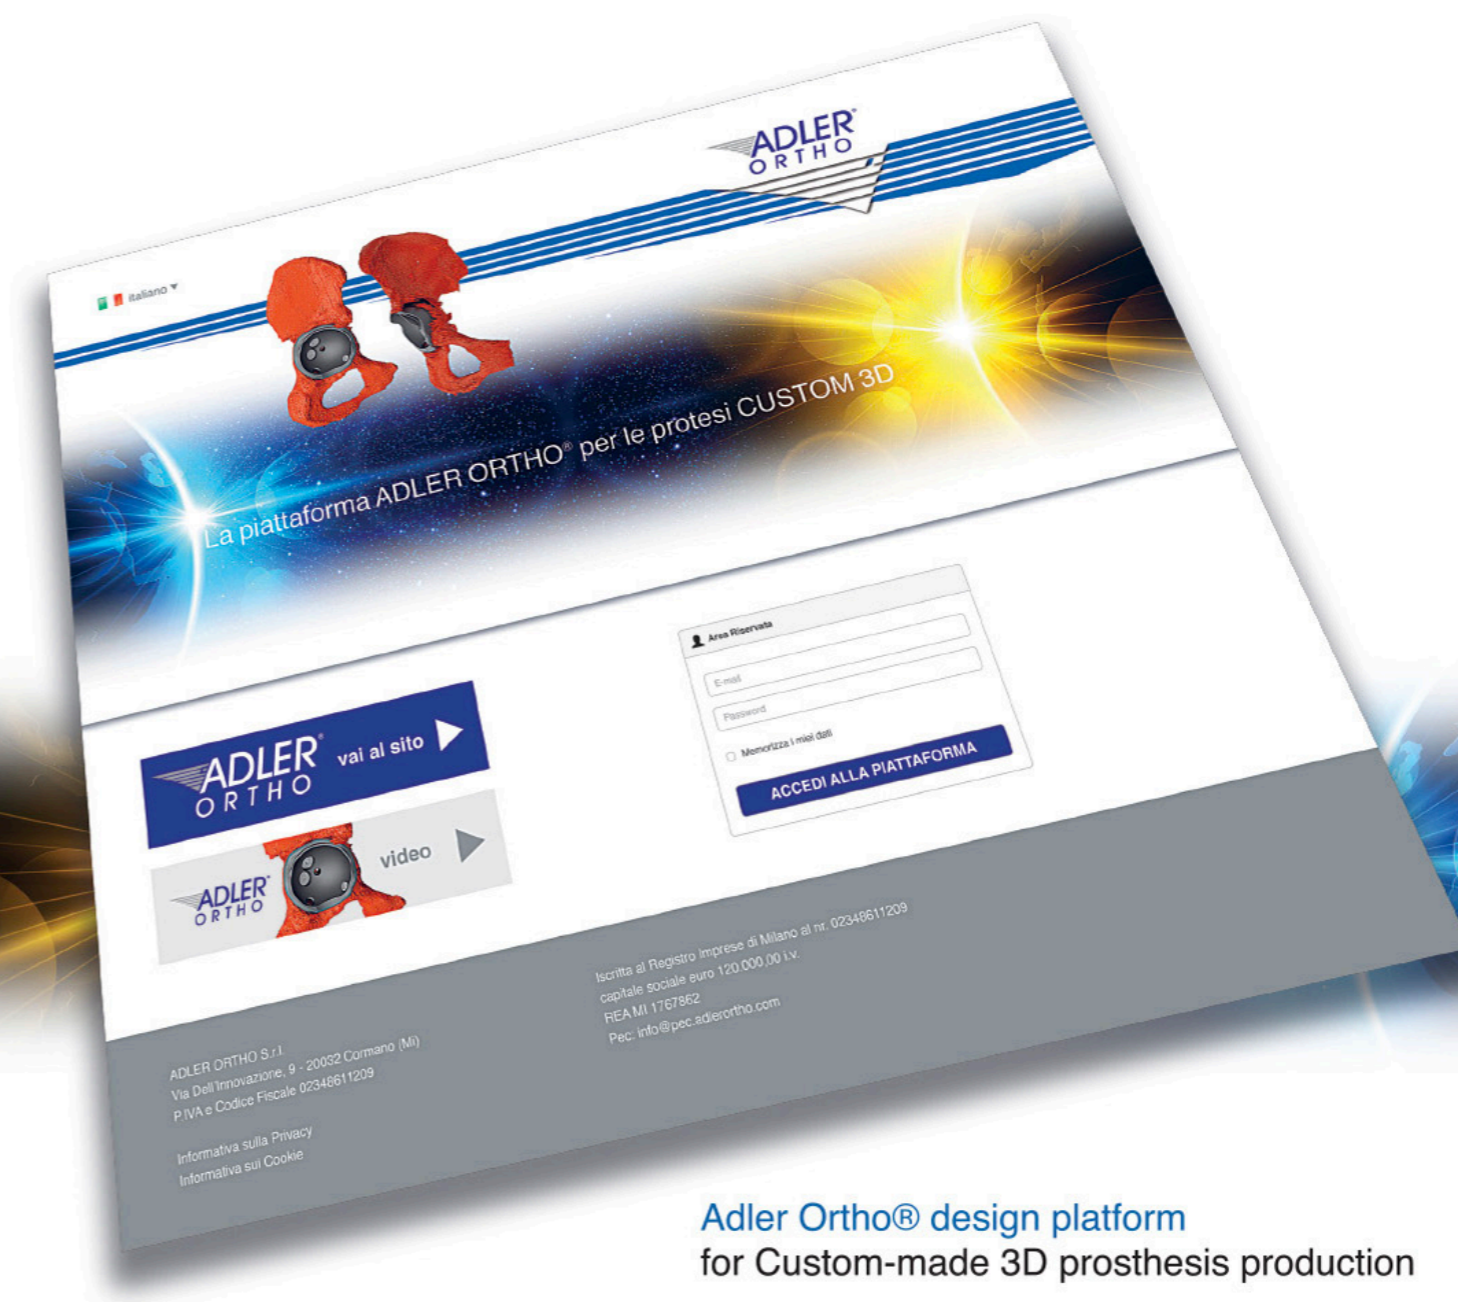 ADLER®
ORTHO
italiano
La piattaforma ADLER ORTHO® per le protesi CUSTOM 3D
Area Riservata
E-mail
Password
Memorizza i miei dati
ACCEDI ALLA PIATTAFORMA
ADLER®
ORTHO
vai al sito
ADLER®
ORTHO
video
Iscritta al Registro Imprese di Milano al nr. 02348611209
capitale sociale euro 120.000,00 i.v.
REA MI 1767862
Pec: info@pec.adlerortho.com
ADLER ORTHO S.r.l.
Via Dell'Innovazione, 9 - 20032 Cormano (Mi)
P.IVA e Codice Fiscale 02348611209
Informativa sulla Privacy
Informativa sui Cookie
Adler Ortho® design platform
for Custom-made 3D prosthesis production